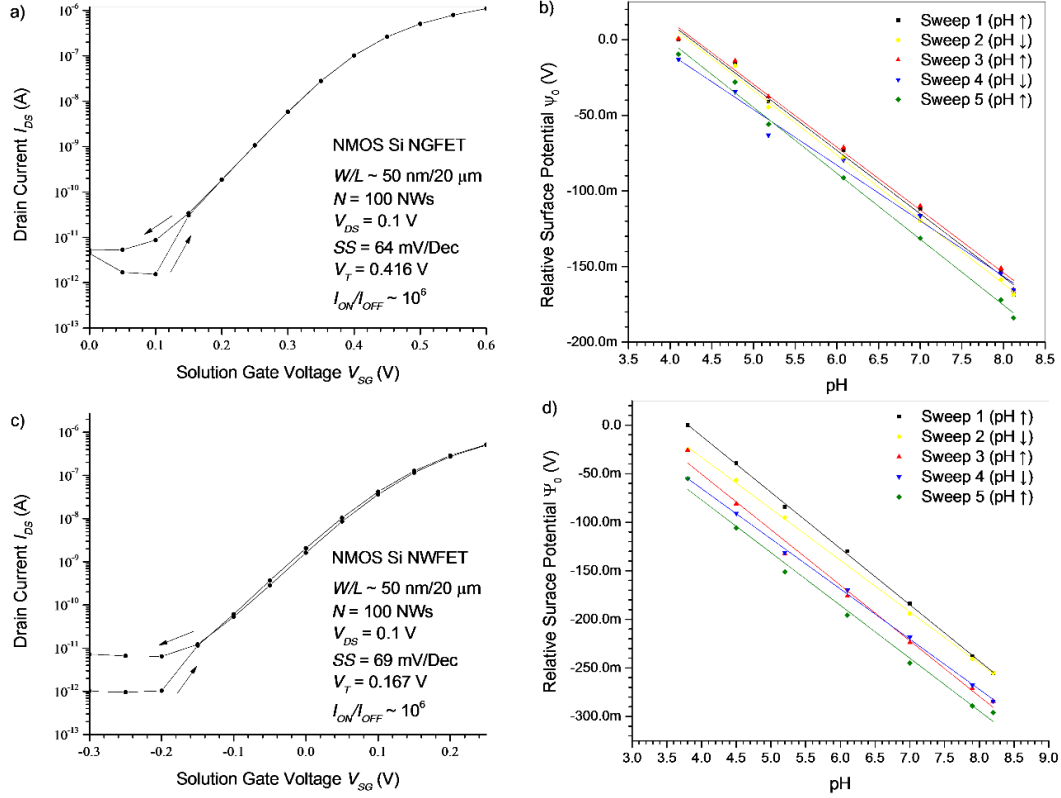 a)
Drain Current I_DS (A)
10^-6
10^-7
10^-8
10^-9
10^-10
10^-11
10^-12
10^-13
NMOS Si NGFET
W/L ~ 50 nm/20 μm
N = 100 NWs
V_DS = 0.1 V
SS = 64 mV/Dec
V_T = 0.416 V
I_ON/I_OFF ~ 10^6
0.0 0.1 0.2 0.3 0.4 0.5 0.6
Solution Gate Voltage V_SG (V)
b)
Relative Surface Potential Ψ_0 (V)
0.0
-50.0m
-100.0m
-150.0m
-200.0m
Sweep 1 (pH ↑)
Sweep 2 (pH ↓)
Sweep 3 (pH ↑)
Sweep 4 (pH ↓)
Sweep 5 (pH ↑)
3.5 4.0 4.5 5.0 5.5 6.0 6.5 7.0 7.5 8.0 8.5
pH
c)
Drain Current I_DS (A)
10^-6
10^-7
10^-8
10^-9
10^-10
10^-11
10^-12
10^-13
NMOS Si NWFET
W/L ~ 50 nm/20 μm
N = 100 NWs
V_DS = 0.1 V
SS = 69 mV/Dec
V_T = 0.167 V
I_ON/I_OFF ~ 10^6
-0.3 -0.2 -0.1 0.0 0.1 0.2
Solution Gate Voltage V_SG (V)
d)
Relative Surace Potential Ψ_0 (V)
0.0
-50.0m
-100.0m
-150.0m
-200.0m
-250.0m
-300.0m
Sweep 1 (pH ↑)
Sweep 2 (pH ↓)
Sweep 3 (pH ↑)
Sweep 4 (pH ↓)
Sweep 5 (pH ↑)
3.5 4.0 4.5 5.0 5.5 6.0 6.5 7.0 7.5 8.0 8.5 9.0
pH